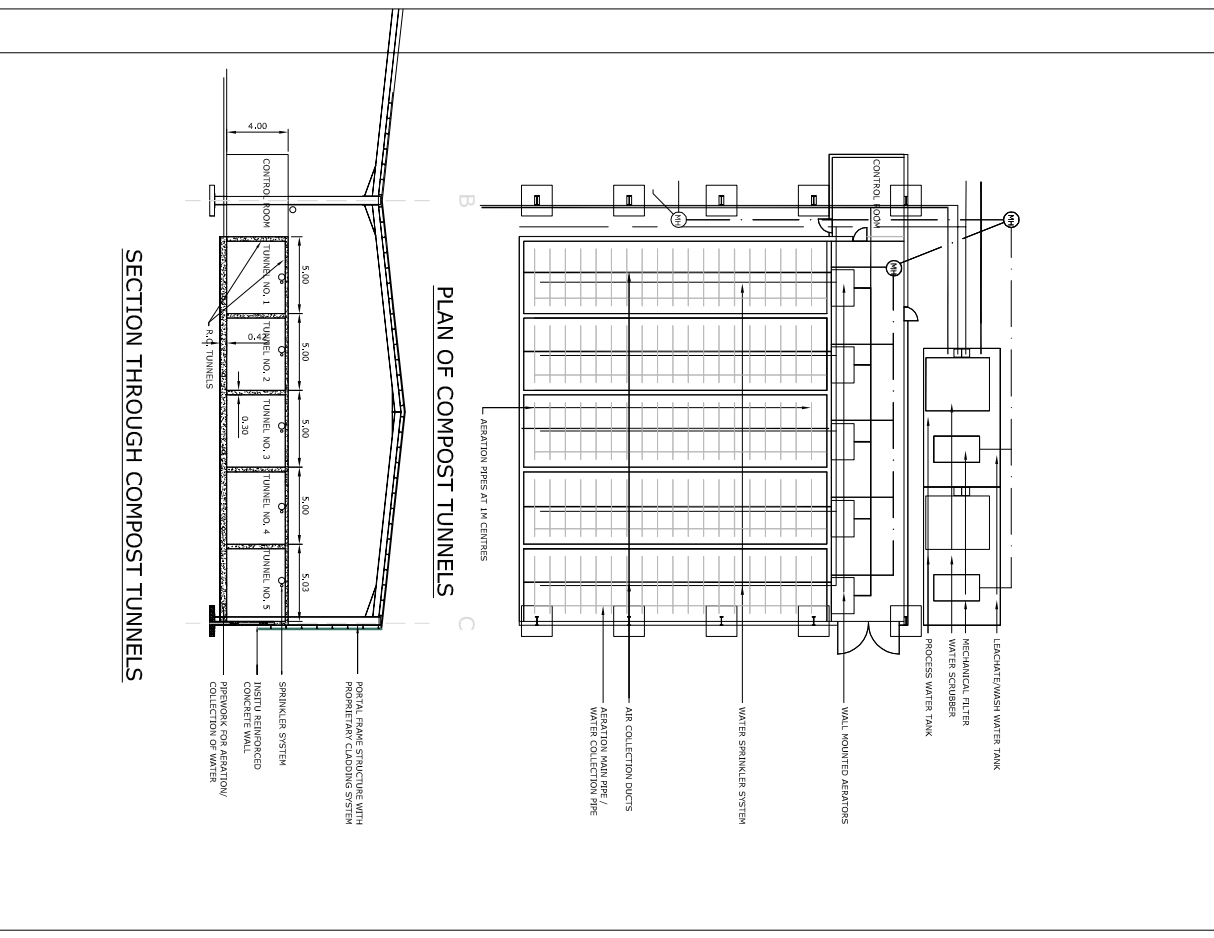 LEACHATE/WASH WATER TANK
MECHANICAL FILTER
WATER SCRUBBER
PROCESS WATER TANK
MH
MH
MH
CONTROL ROOM
WALL MOUNTED AERATORS
WATER SPRINKLER SYSTEM
AIR COLLECTION DUCTS
AERATION MAIN PIPE /
WATER COLLECTION PIPE
AERATION PIPES AT 1M CENTRES
B
C
PLAN OF COMPOST TUNNELS
PORTAL FRAME STRUCTURE WITH
PROPRIETARY CLADDING SYSTEM
5.00
5.00
5.00
5.00
5.03
4.00
CONTROL ROOM
TUNNEL NO. 1
TUNNEL NO. 2
TUNNEL NO. 3
TUNNEL NO. 4
TUNNEL NO. 5
0.42
0.30
R.C. TUNNELS
SPRINKLER SYSTEM
INSITU REINFORCED
CONCRETE WALL
PIPEWORK FOR AERATION/
COLLECTION OF WATER
SECTION THROUGH COMPOST TUNNELS